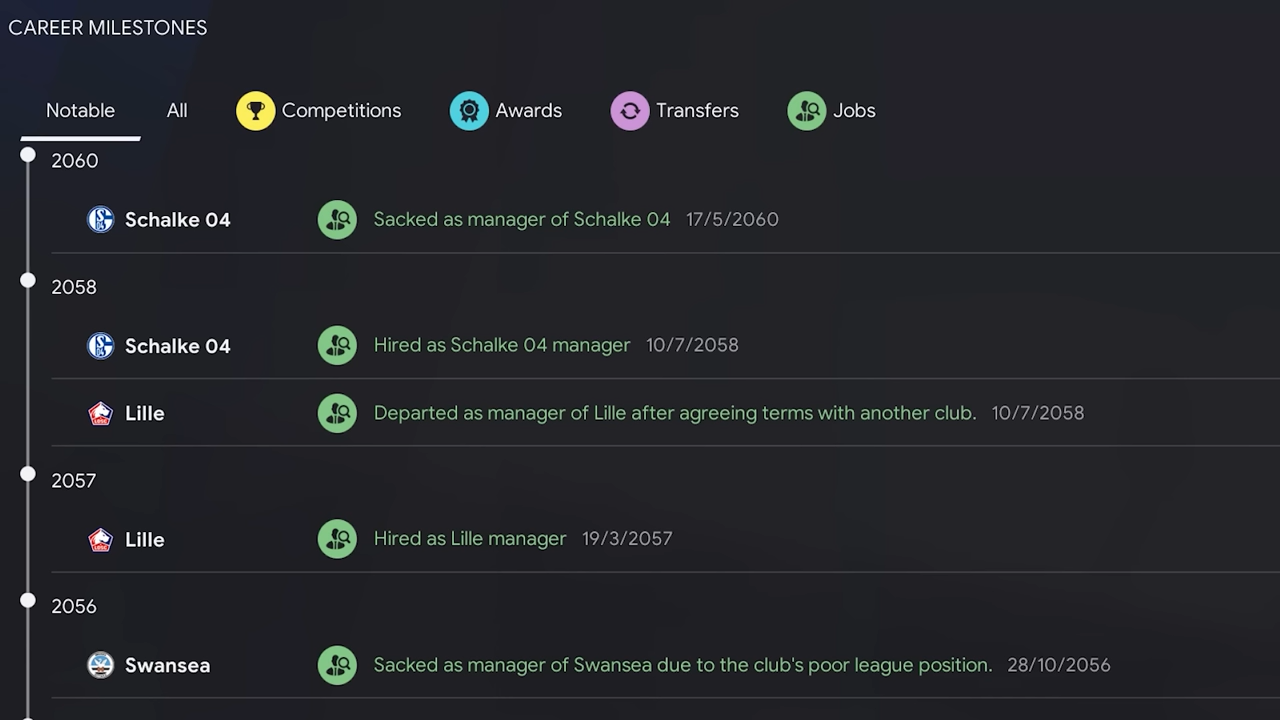 CAREER MILESTONES
Notable All Competitions Awards Transfers Jobs
2060
Schalke 04 Sacked as manager of Schalke 04 17/5/2060
2058
Schalke 04 Hired as Schalke 04 manager 10/7/2058
Lille Departed as manager of Lille after agreeing terms with another club. 10/7/2058
2057
Lille Hired as Lille manager 19/3/2057
2056
Swansea Sacked as manager of Swansea due to the club's poor league position. 28/10/2056